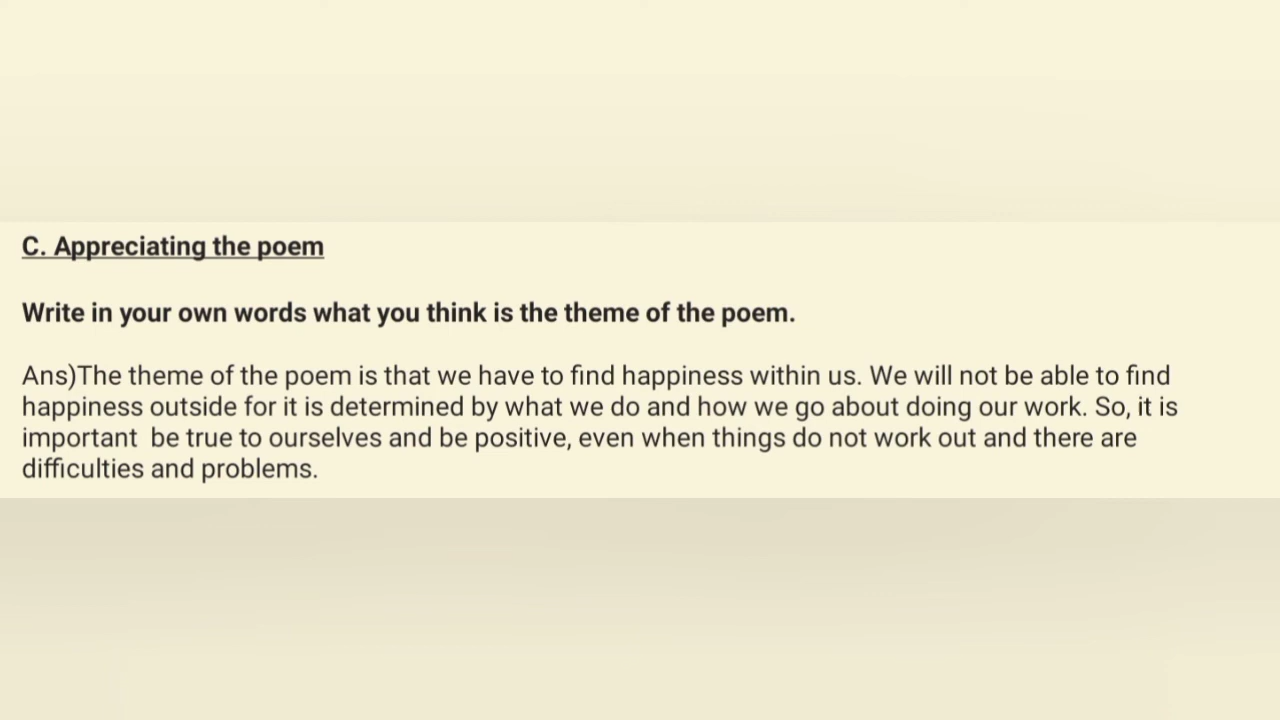 C. Appreciating the poem
Write in your own words what you think is the theme of the poem.
Ans)The theme of the poem is that we have to find happiness within us. We will not be able to find
happiness outside for it is determined by what we do and how we go about doing our work. So, it is
important  be true to ourselves and be positive, even when things do not work out and there are
difficulties and problems.